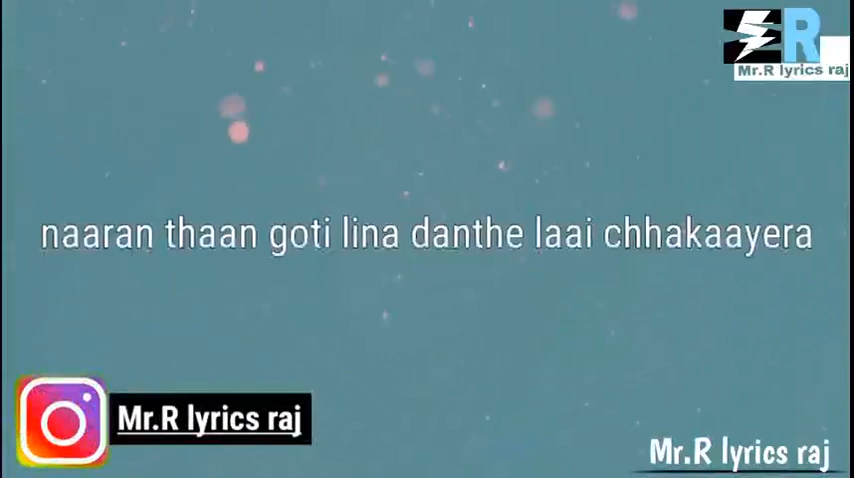 R
Mr.R lyrics raj
naaran thaan goti lina danthe laai chhakaayera
Mr.R lyrics raj
Mr.R lyrics raj